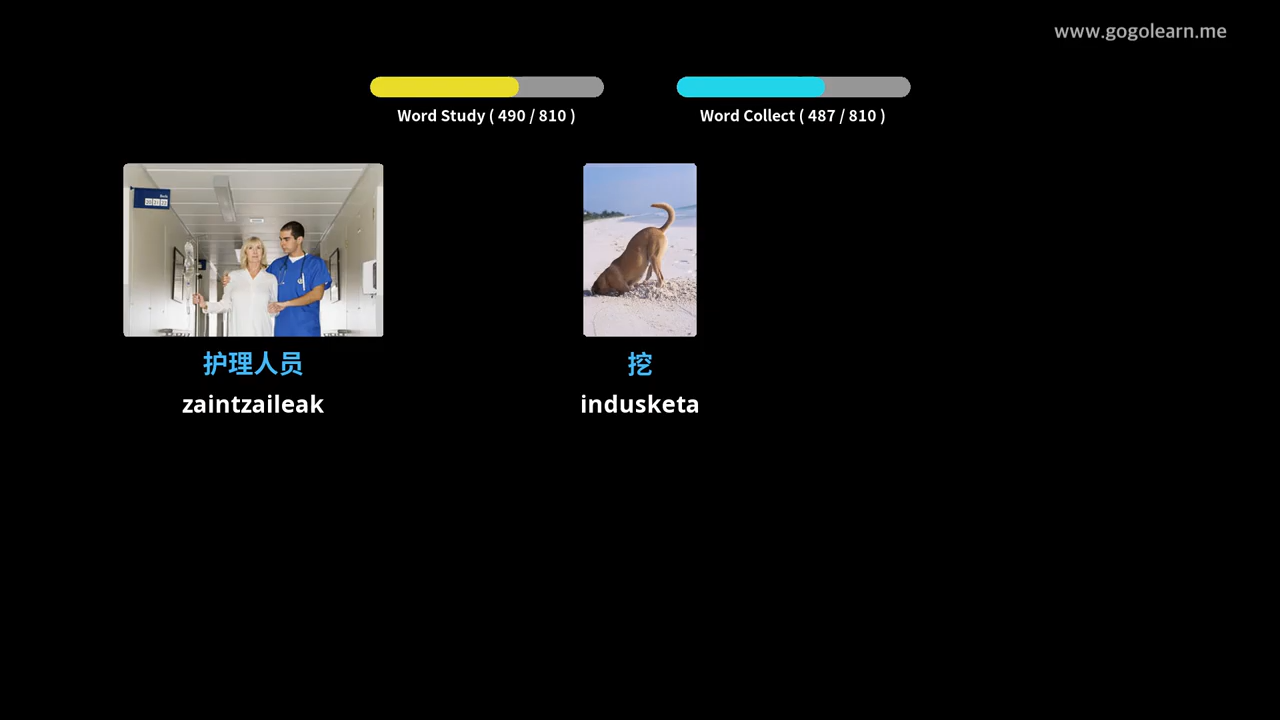 www.gogolearn.me
Word Study ( 490 / 810 )
Word Collect ( 487 / 810 )
护理人员
zaintzaileak
挖
indusketa